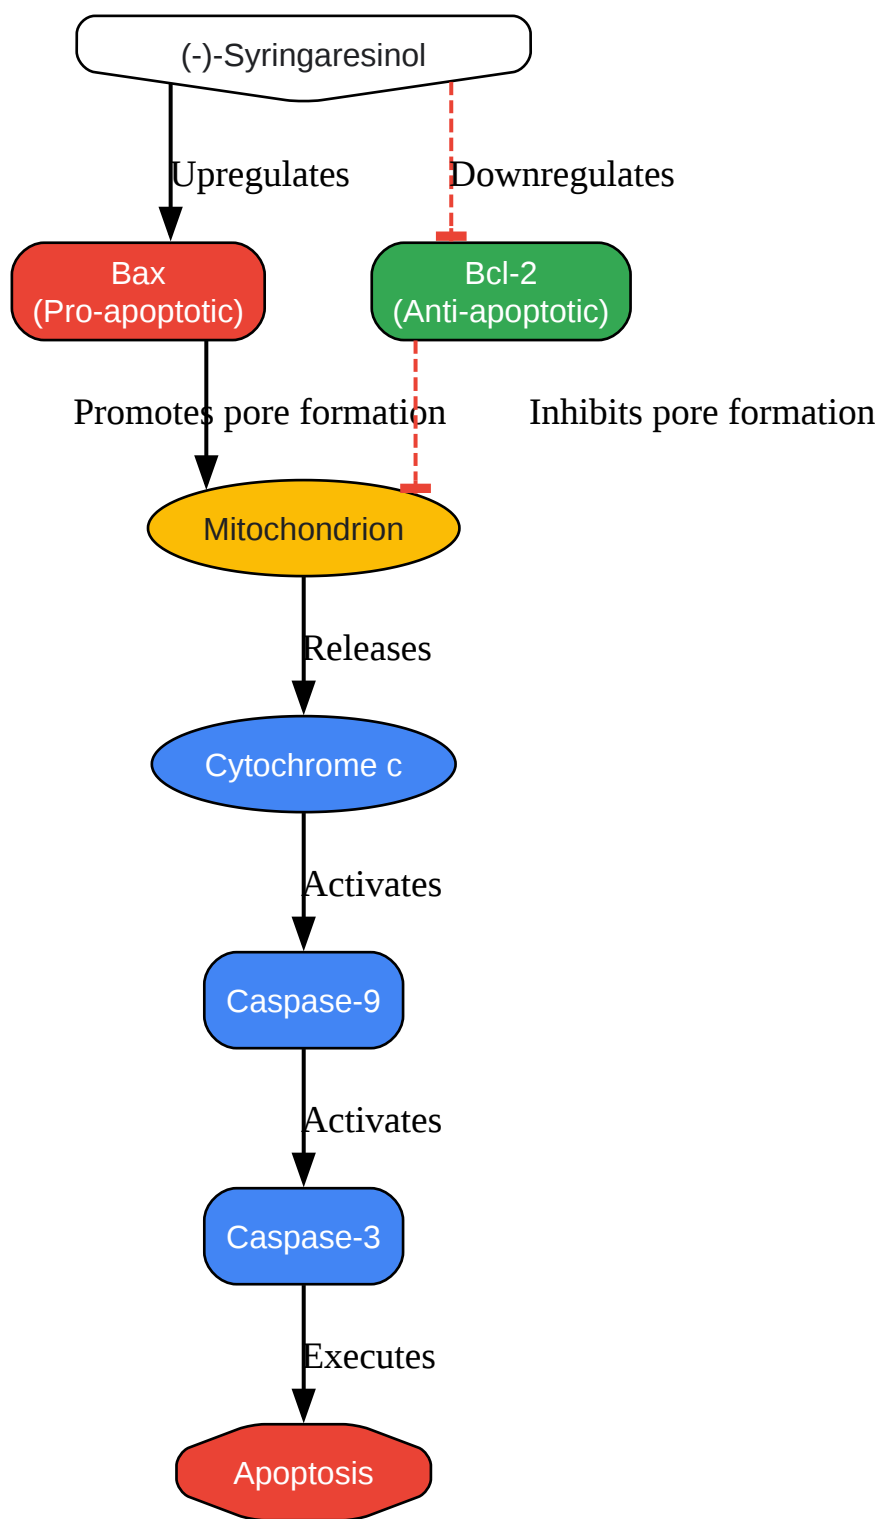 (-)-Syringaresinol
Upregulates
Downregulates
Bax
(Pro-apoptotic)
Bcl-2
(Anti-apoptotic)
Promotes pore formation
Inhibits pore formation
Mitochondrion
Releases
Cytochrome c
Activates
Caspase-9
Activates
Caspase-3
Executes
Apoptosis